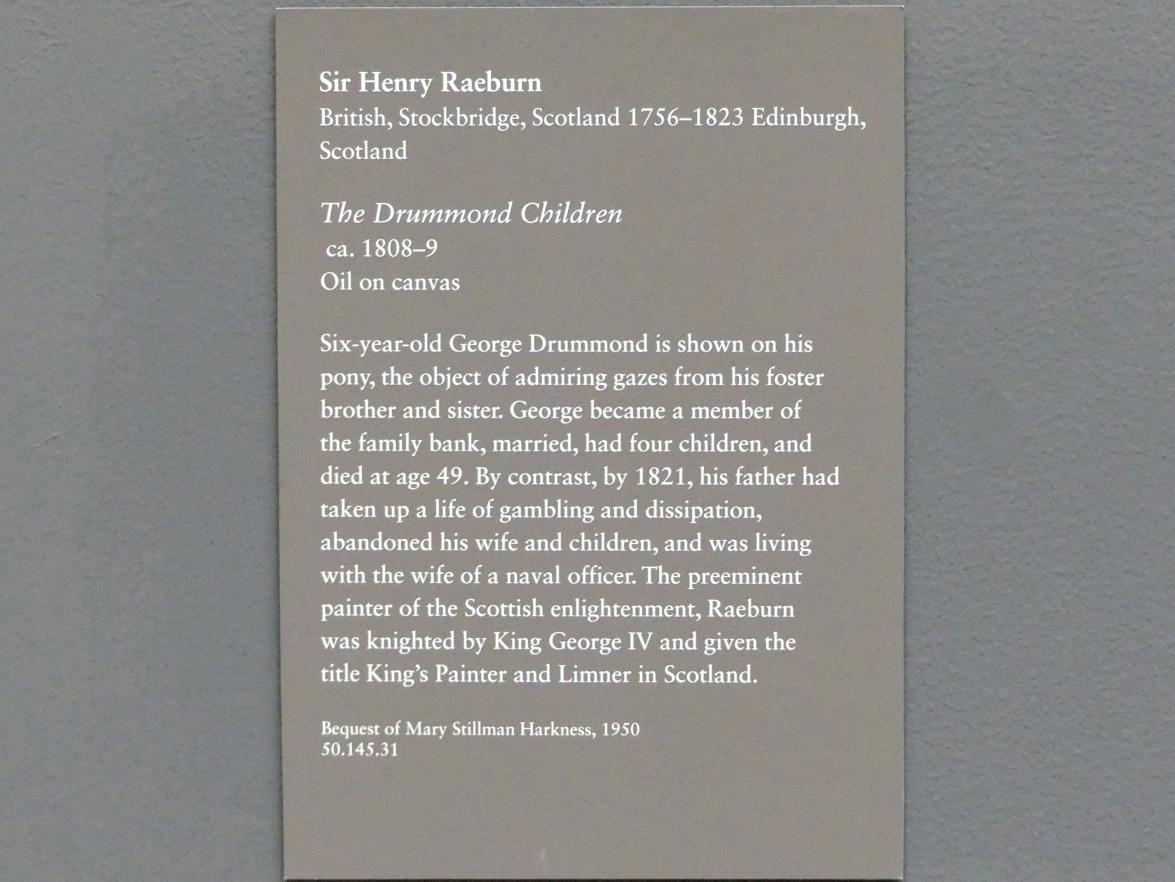 Sir Henry Raeburn
British, Stockbridge, Scotland 1756–1823 Edinburgh,
Scotland
The Drummond Children
ca. 1808–9
Oil on canvas
Six-year-old George Drummond is shown on his
pony, the object of admiring gazes from his foster
brother and sister. George became a member of
the family bank, married, had four children, and
died at age 49. By contrast, by 1821, his father had
taken up a life of gambling and dissipation,
abandoned his wife and children, and was living
with the wife of a naval officer. The preeminent
painter of the Scottish enlightenment, Raeburn
was knighted by King George IV and given the
title King’s Painter and Limner in Scotland.
Bequest of Mary Stillman Harkness, 1950
50.145.31